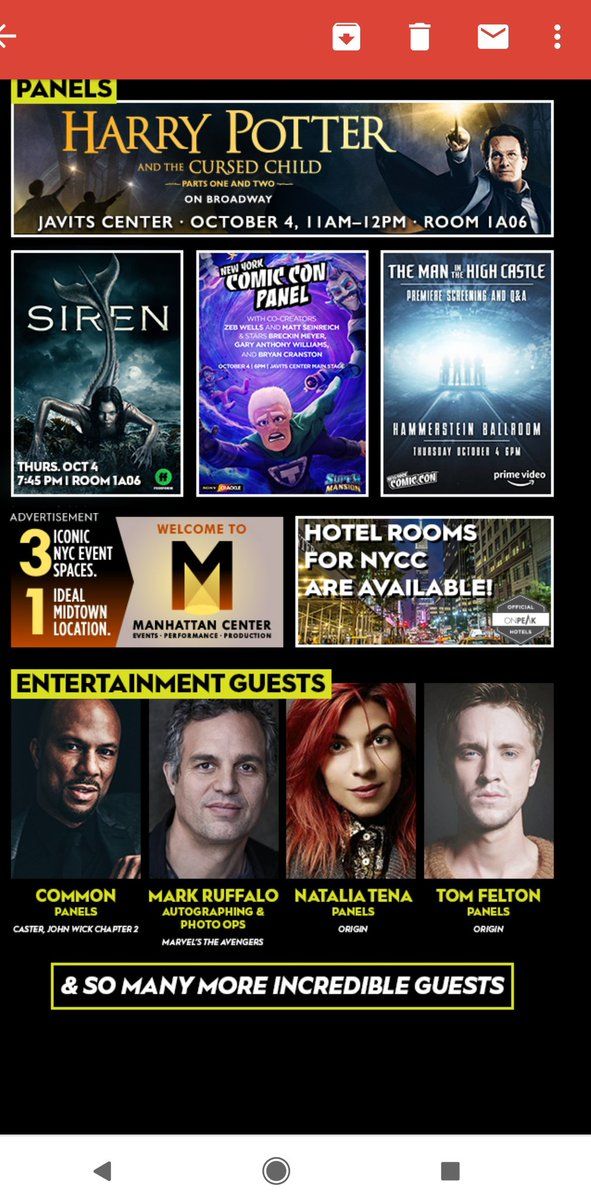 PANELS
HARRY POTTER
AND THE CURSED CHILD
PARTS ONE AND TWO
ON BROADWAY
JAVITS CENTER · OCTOBER 4, 11AM–12PM · ROOM 1A06
SIREN
THURS. OCT 4
7:45 PM | ROOM 1A06
FREEFORM
NEW YORK
COMIC CON
PANEL
WITH CO-CREATORS
ZEB WELLS AND MATT SEINREICH
& STARS BRECKIN MEYER,
GARY ANTHONY WILLIAMS,
AND BRYAN CRANSTON
OCTOBER 4 | 6PM | JAVITS CENTER MAIN STAGE
SONY CRACKLE
SUPER
MANSION
THE MAN IN THE HIGH CASTLE
PREMIERE SCREENING AND Q&A
HAMMERSTEIN BALLROOM
THURSDAY OCTOBER 4 6PM
NEW YORK
COMIC CON
prime video
ADVERTISEMENT
3 ICONIC
NYC EVENT
SPACES.
1 IDEAL
MIDTOWN
LOCATION.
WELCOME TO
M
MANHATTAN CENTER
EVENTS · PERFORMANCE · PRODUCTION
HOTEL ROOMS
FOR NYCC
ARE AVAILABLE!
OFFICIAL
ONPEAK
HOTELS
ENTERTAINMENT GUESTS
COMMON
PANELS
CASTER, JOHN WICK CHAPTER 2
MARK RUFFALO
AUTOGRAPHING &
PHOTO OPS
MARVEL'S THE AVENGERS
NATALIA TENA
PANELS
ORIGIN
TOM FELTON
PANELS
ORIGIN
& SO MANY MORE INCREDIBLE GUESTS